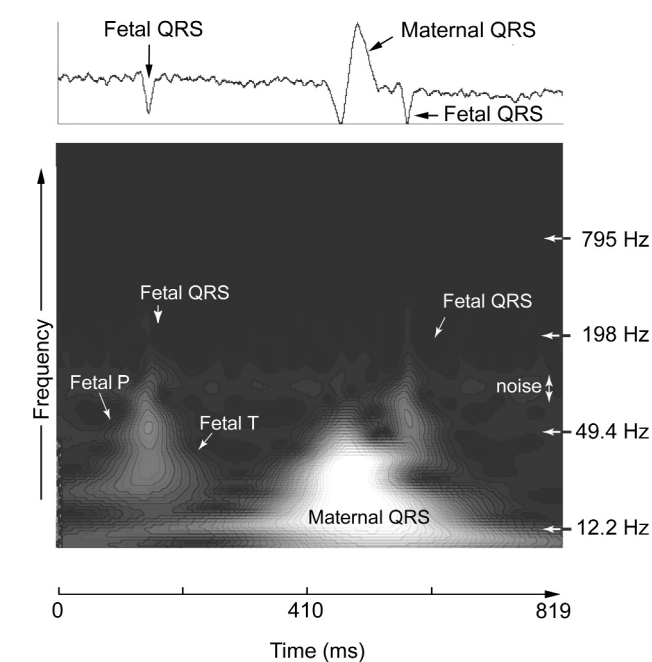 Fetal QRS
Maternal QRS
Fetal QRS
795 Hz
Fetal QRS
Fetal QRS
198 Hz
Frequency
Fetal P
noise
Fetal T
49.4 Hz
Maternal QRS
12.2 Hz
0
410
819
Time (ms)